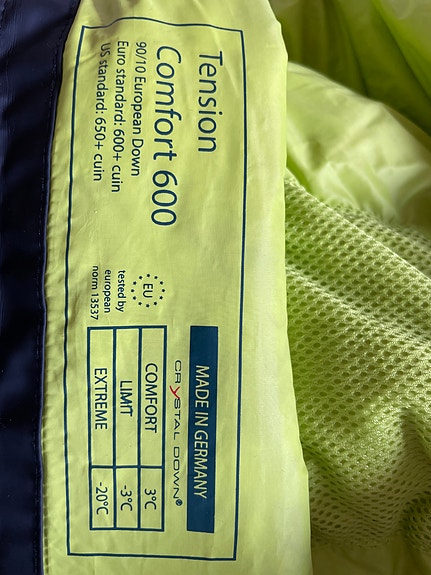 Tension
Comfort 600
90/10 European Down
Euro standard: 600+ cuin
US standard: 650+ cuin
EU
tested by
european
norm 13537
MADE IN GERMANY
CRYSTAL DOWN®
COMFORT 3°C
LIMIT -3°C
EXTREME -20°C